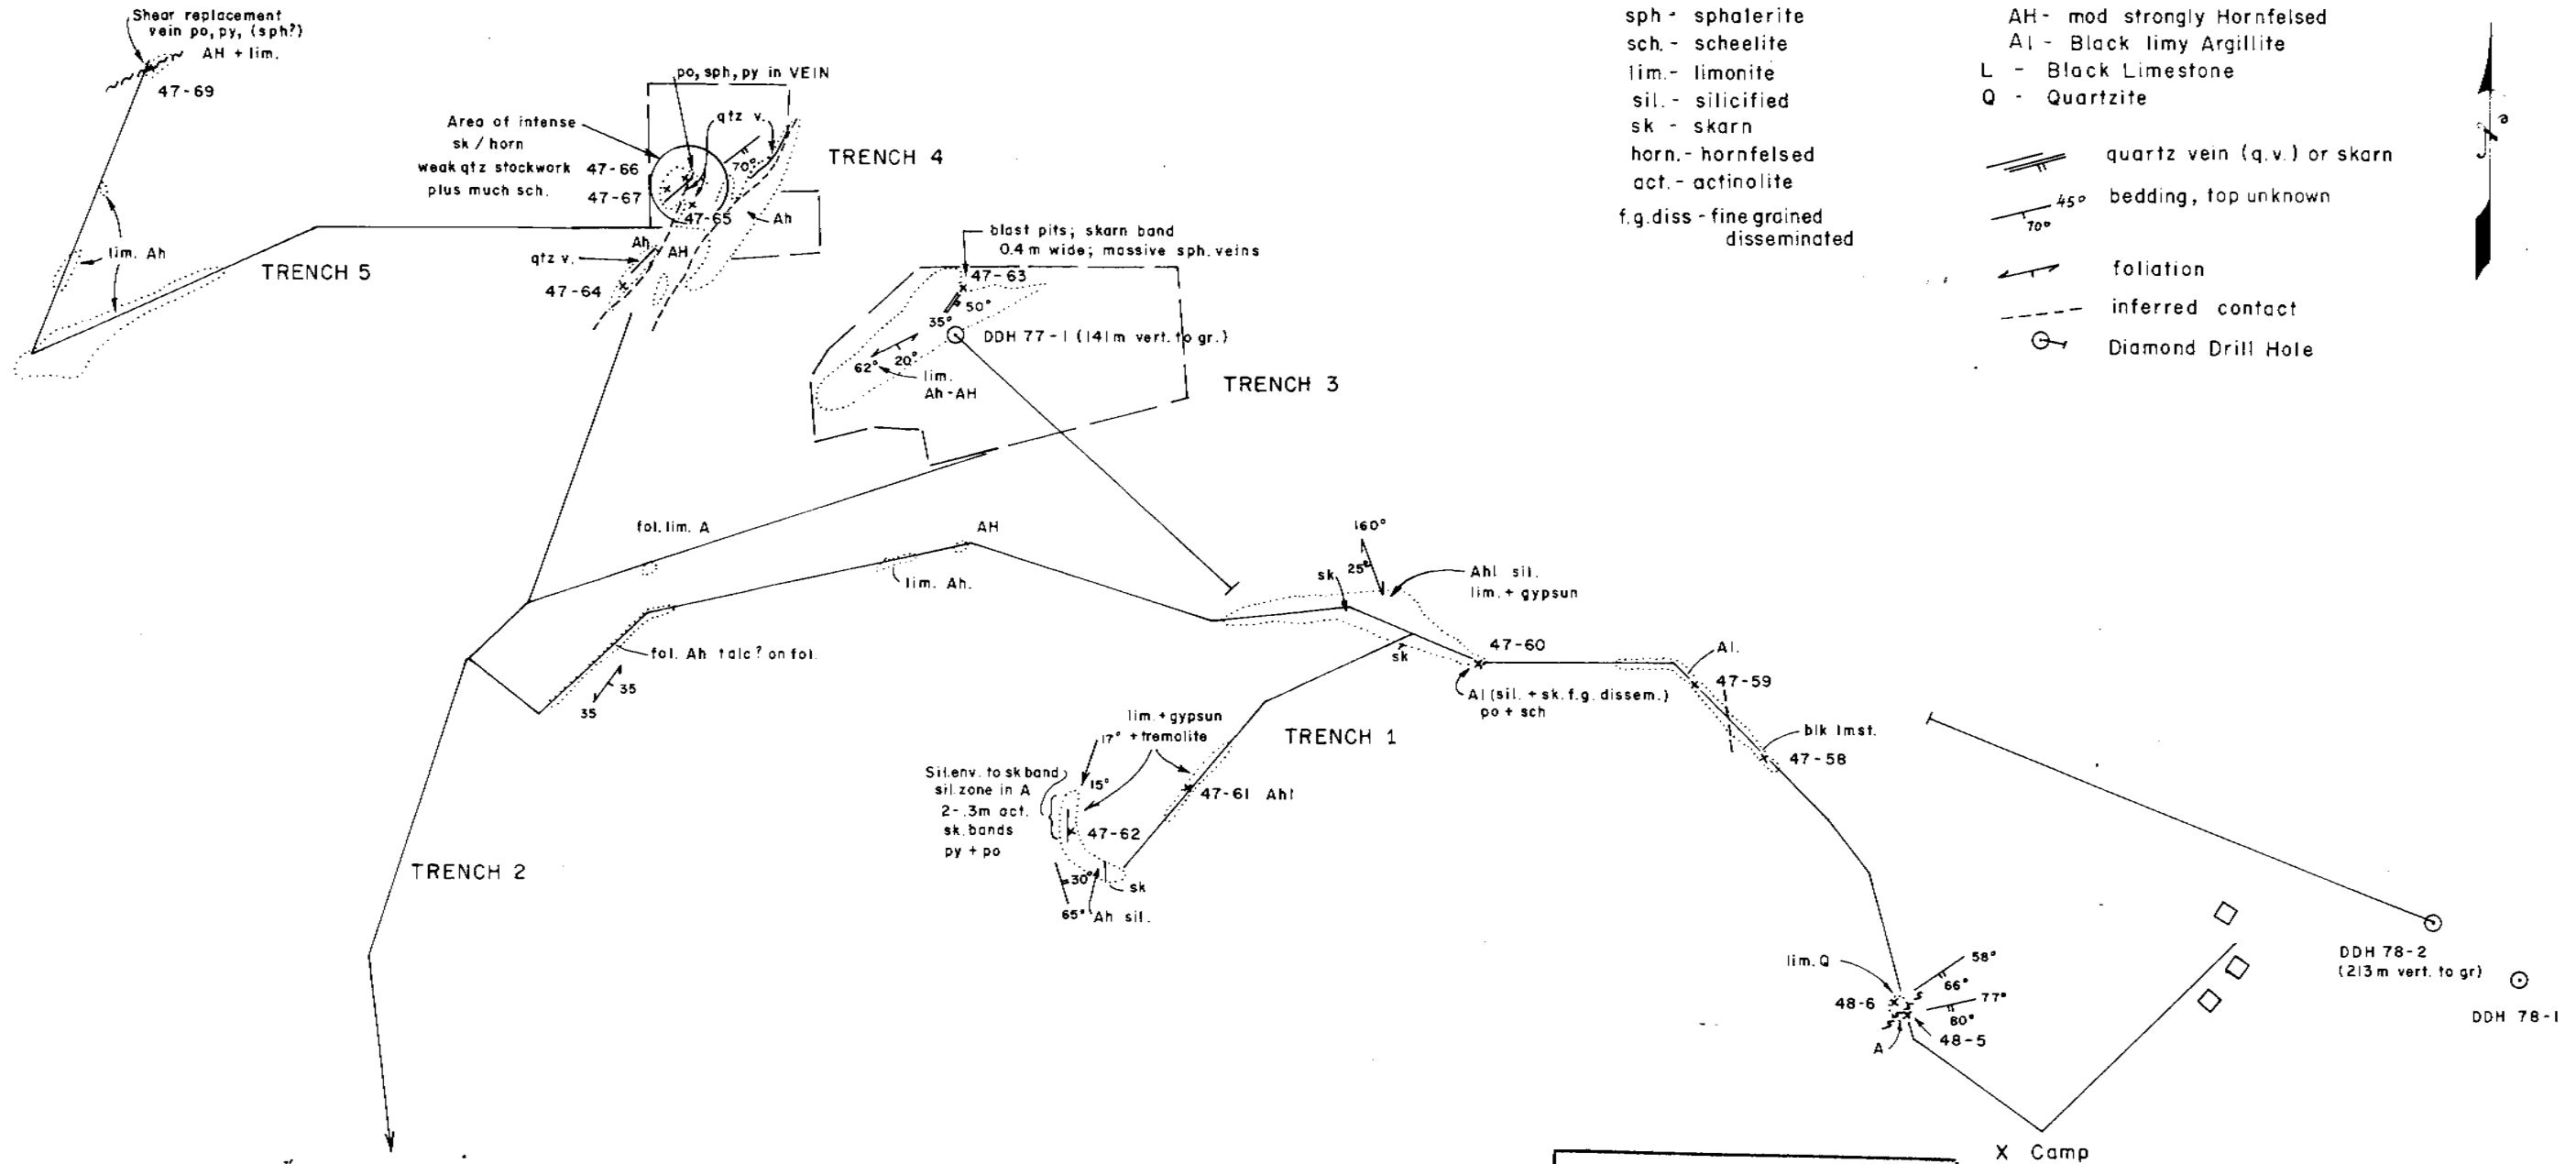 Shear replacement
vein po, py, (sph?)
AH + lim.
47-69
lim. Ah
TRENCH 5
po, sph, py in VEIN
Area of intense
sk / horn
weak qtz stockwork
plus much sch.
qtz v.
70°
47-66
47-67
47-65
Ah
TRENCH 4
Ah
AH
qtz v.
47-64
blast pits; skarn band
0.4 m wide; massive sph. veins
47-63
50°
35°
DDH 77-1 (141m vert. to gr.)
20°
62°
lim.
Ah-AH
TRENCH 3
sph - sphalerite
sch. - scheelite
lim. - limonite
sil. - silicified
sk - skarn
horn. - hornfelsed
act. - actinolite
f.g.diss - fine grained
disseminated
AH - mod strongly Hornfelsed
Al - Black limy Argillite
L - Black Limestone
Q - Quartzite
quartz vein (q.v.) or skarn
45°
70°
bedding, top unknown
foliation
inferred contact
Diamond Drill Hole
fol. lim. A
AH
lim. Ah.
fol. Ah talc? on fol.
35
35
160°
25°
sk
Ahl sil.
lim. + gypsun
47-60
sk
Al (sil. + sk. f.g. dissem.)
po + sch
Al.
47-59
blk lmst.
47-58
TRENCH 1
lim. + gypsun
+ tremolite
17°
15°
Sil. env. to sk band
sil. zone in A
2-.3m act.
sk. bands
py + po
47-61 Ahl
47-62
30°
sk
65°
Ah sil.
TRENCH 2
lim. Q
58°
66°
77°
80°
48-6
48-5
A
DDH 78-2
(213m vert. to gr)
DDH 78-1
X Camp